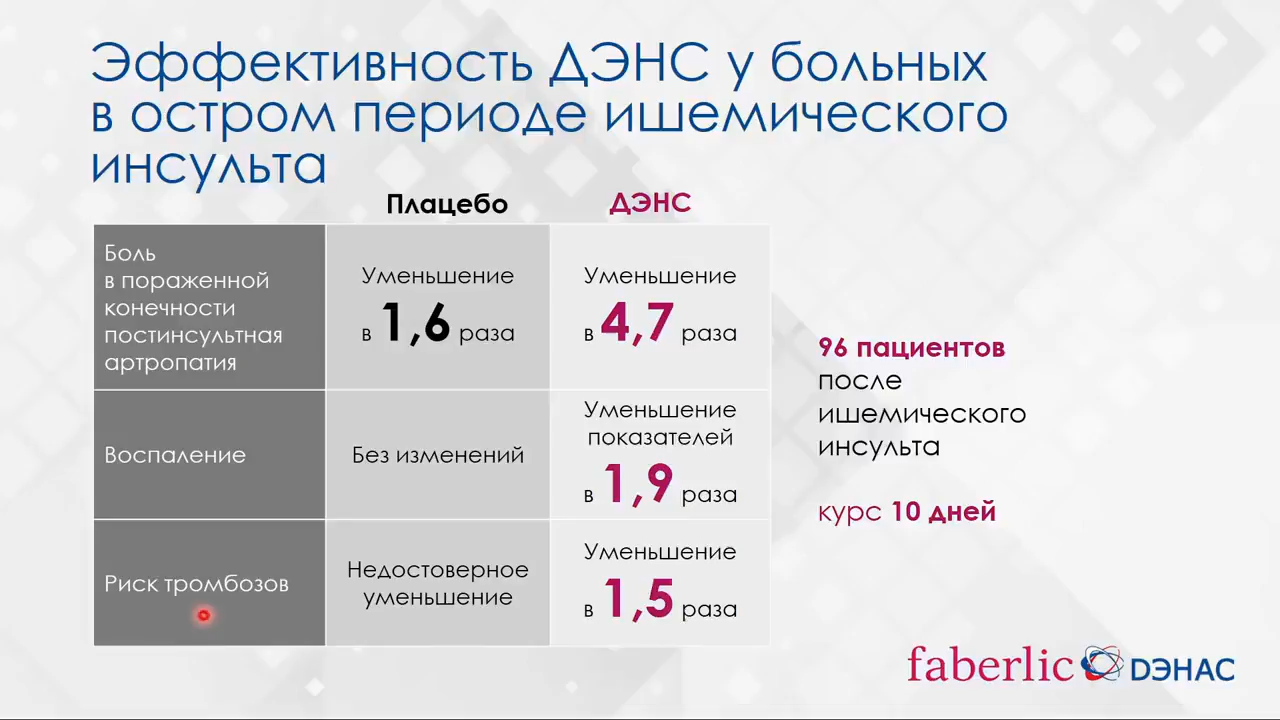 Эффективность ДЭНС у больных
в остром периоде ишемического
инсульта
Плацебо
ДЭНС
Боль
в пораженной
конечности
постинсультная
артропатия
Уменьшение
в 1,6 раза
Уменьшение
в 4,7 раза
Воспаление
Без изменений
Уменьшение
показателей
в 1,9 раза
Риск тромбозов
Недостоверное
уменьшение
Уменьшение
в 1,5 раза
96 пациентов
после
ишемического
инсульта
курс 10 дней
faberlic ДЭНАС